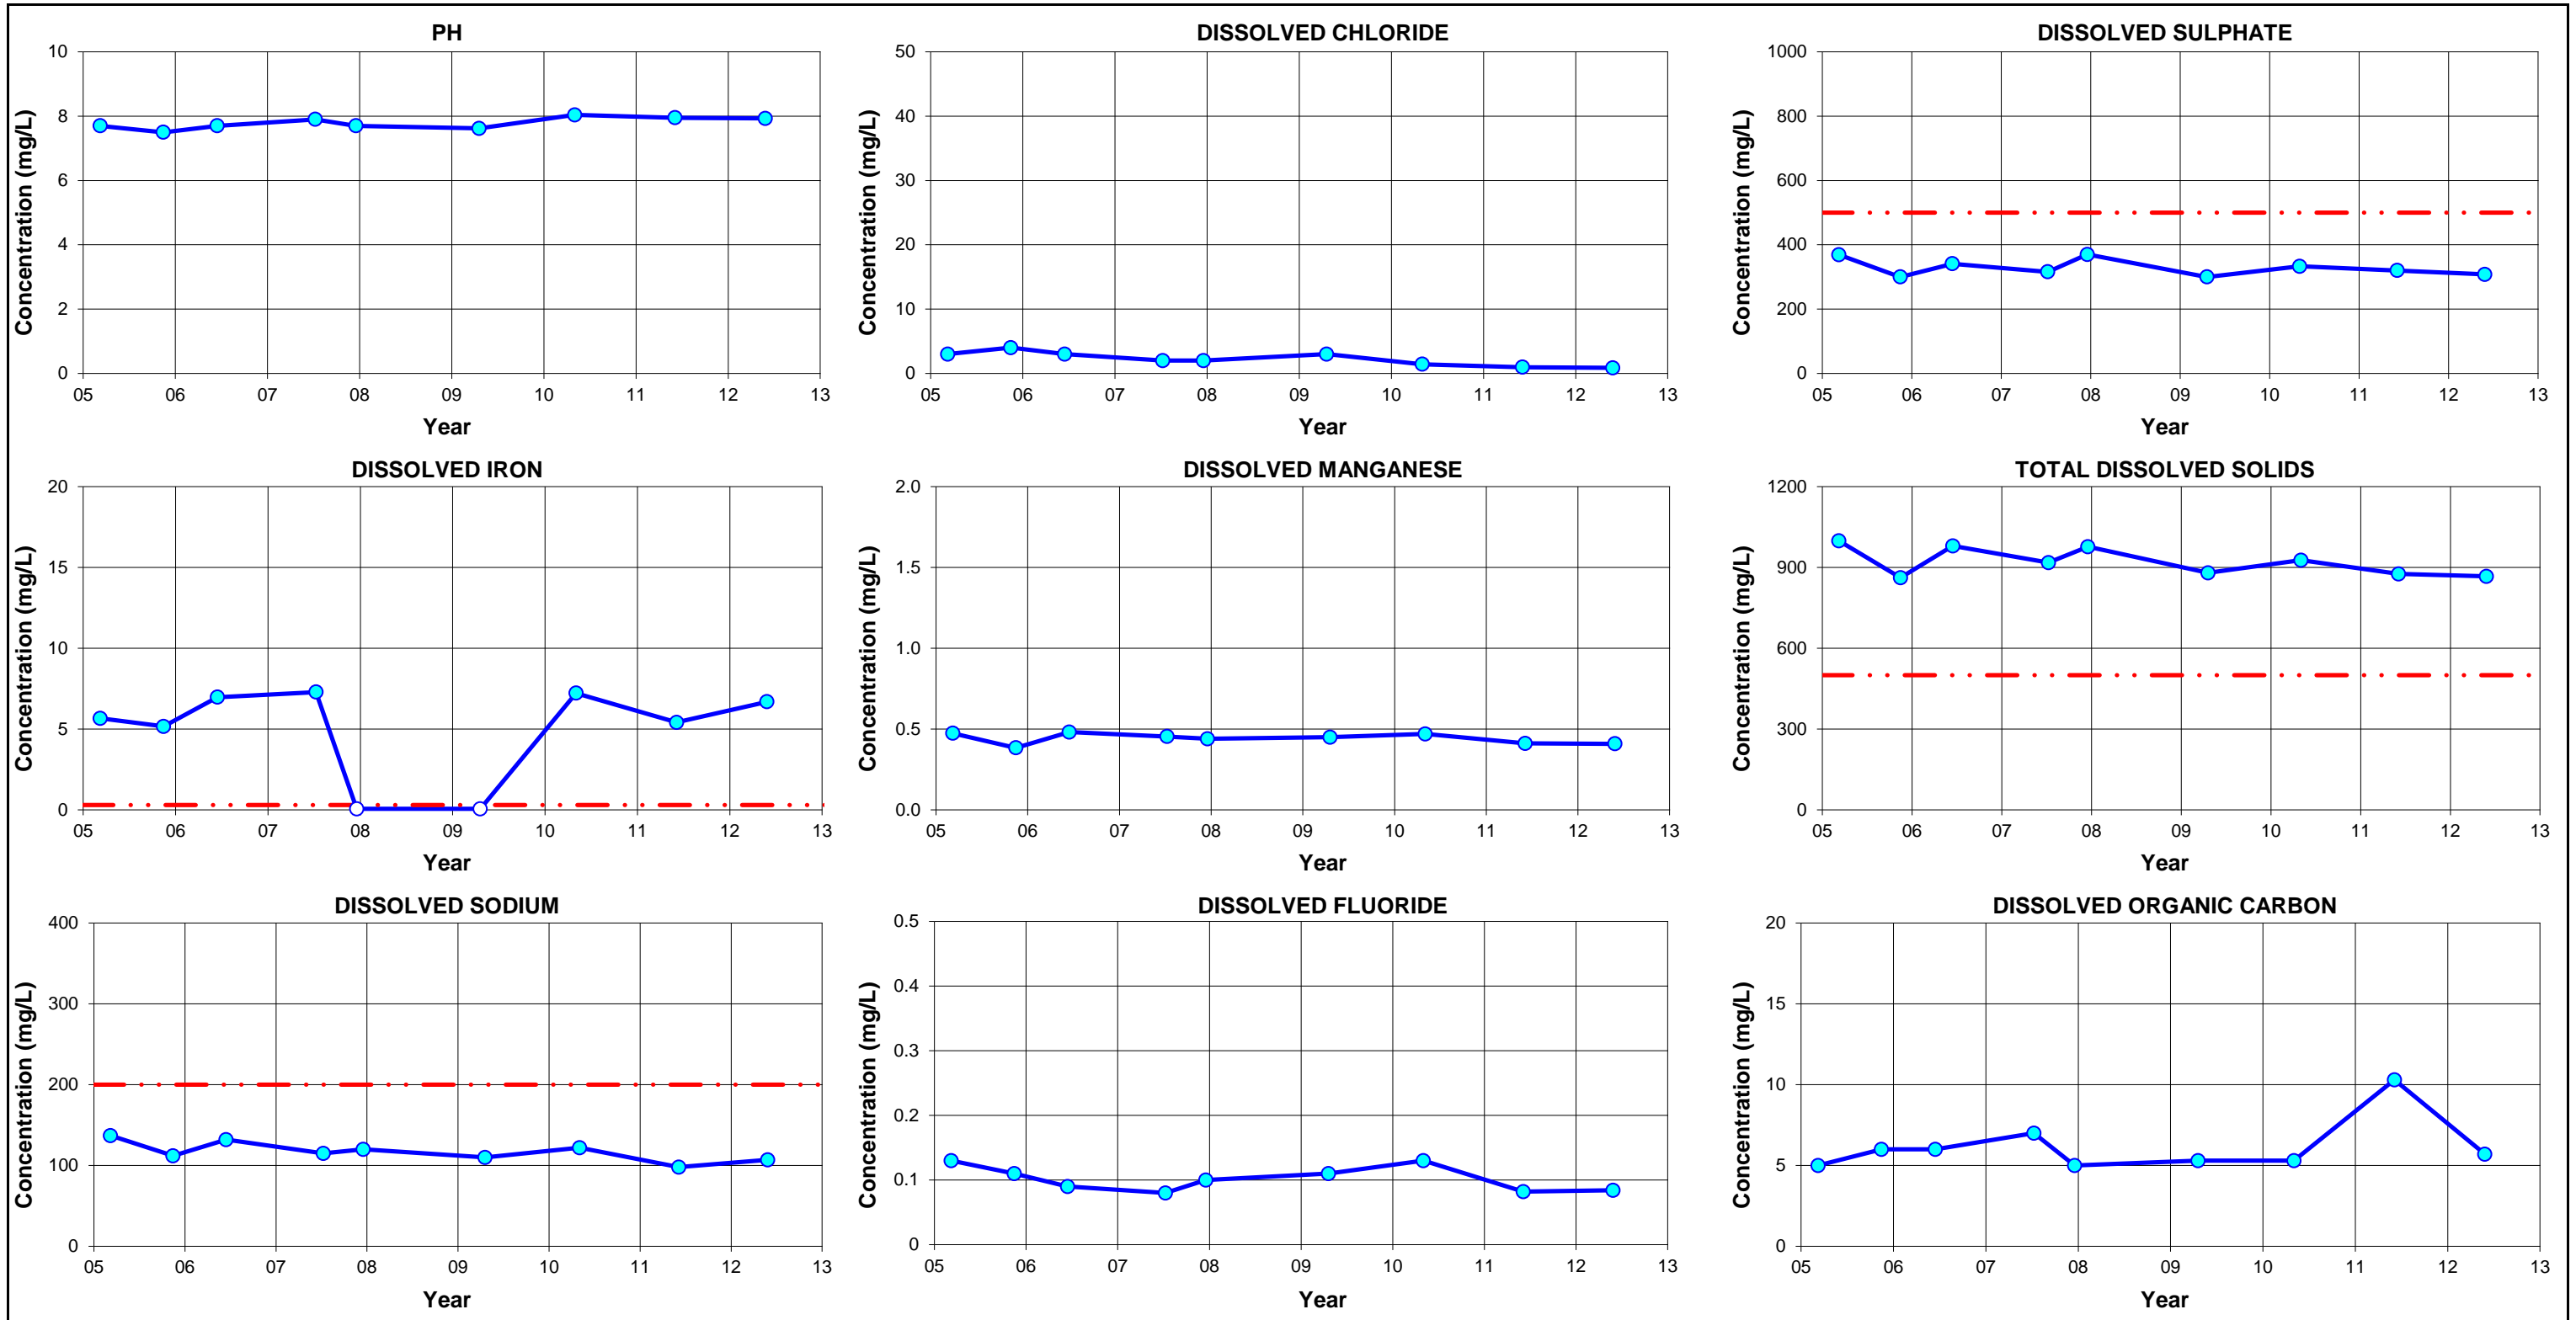 PH
10
8
6
4
2
0
Concentration (mg/L)
05 06 07 08 09 10 11 12 13
Year
DISSOLVED CHLORIDE
50
40
30
20
10
0
Concentration (mg/L)
05 06 07 08 09 10 11 12 13
Year
DISSOLVED SULPHATE
1000
800
600
400
200
0
Concentration (mg/L)
05 06 07 08 09 10 11 12 13
Year
DISSOLVED IRON
20
15
10
5
0
Concentration (mg/L)
05 06 07 08 09 10 11 12 13
Year
DISSOLVED MANGANESE
2.0
1.5
1.0
0.5
0.0
Concentration (mg/L)
05 06 07 08 09 10 11 12 13
Year
TOTAL DISSOLVED SOLIDS
1200
900
600
300
0
Concentration (mg/L)
05 06 07 08 09 10 11 12 13
Year
DISSOLVED SODIUM
400
300
200
100
0
Concentration (mg/L)
05 06 07 08 09 10 11 12 13
Year
DISSOLVED FLUORIDE
0.5
0.4
0.3
0.2
0.1
0
Concentration (mg/L)
05 06 07 08 09 10 11 12 13
Year
DISSOLVED ORGANIC CARBON
20
15
10
5
0
Concentration (mg/L)
05 06 07 08 09 10 11 12 13
Year